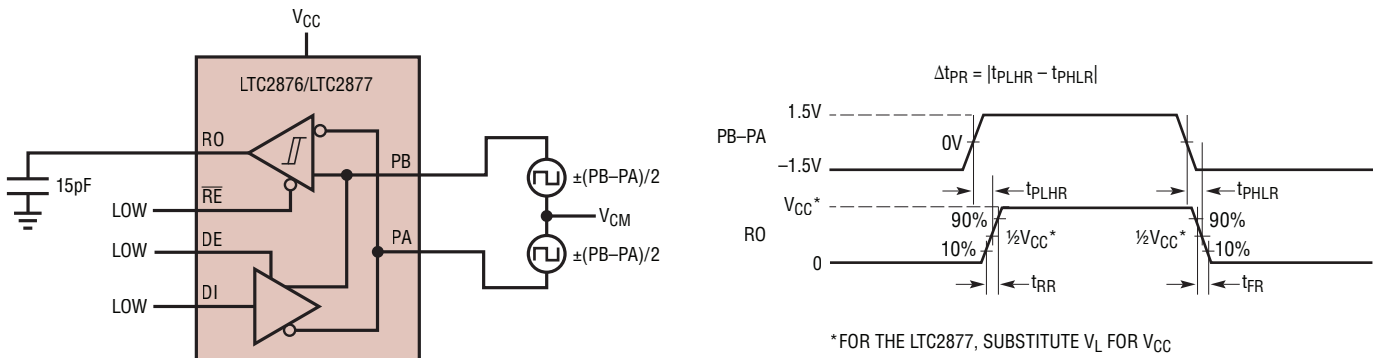 VCC
LTC2876/LTC2877
RO
PB
15pF
±(PB–PA)/2
RE
LOW
VCM
LOW
DE
PA
±(PB–PA)/2
LOW
DI
ΔtPR = |tPLHR – tPHLR|
1.5V
PB–PA
0V
–1.5V
tPLHR
tPHLR
VCC*
90%
90%
RO
½VCC*
½VCC*
10%
10%
0
tRR
tFR
*FOR THE LTC2877, SUBSTITUTE VL FOR VCC